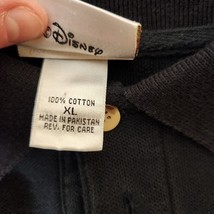 ©Disney
100% COTTON
XL
MADE IN PAKISTAN
REV. FOR CARE